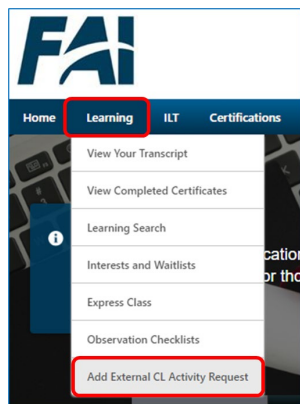 FAI
Home Learning ILT Certifications
View Your Transcript
View Completed Certificates
Learning Search
Interests and Waitlists
Express Class
Observation Checklists
Add External CL Activity Request